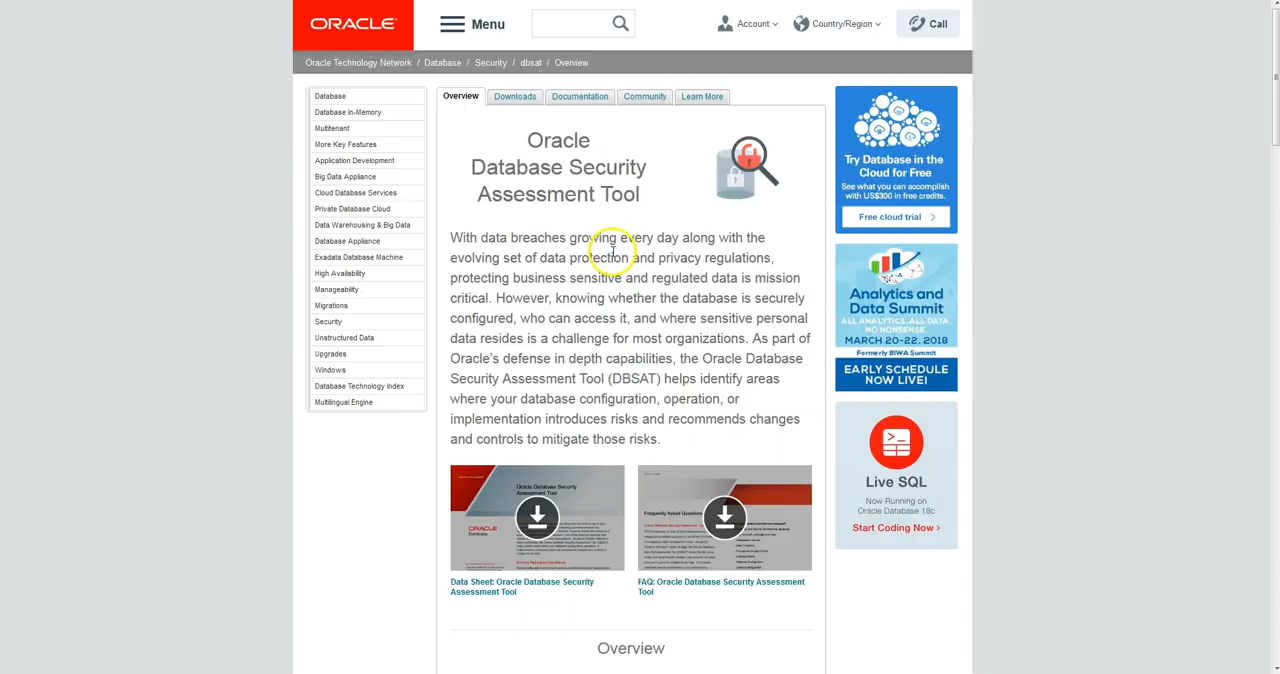 ORACLE
Menu
Account
Country/Region
Call
Oracle Technology Network / Database / Security / dbsat / Overview
Database
Database In-Memory
Multitenant
More Key Features
Application Development
Big Data Appliance
Cloud Database Services
Private Database Cloud
Data Warehousing & Big Data
Database Appliance
Exadata Database Machine
High Availability
Manageability
Migrations
Security
Unstructured Data
Upgrades
Windows
Database Technology Index
Multilingual Engine
Overview
Downloads
Documentation
Community
Learn More
Oracle
Database Security
Assessment Tool
With data breaches growing every day along with the
evolving set of data protection and privacy regulations,
protecting business sensitive and regulated data is mission
critical. However, knowing whether the database is securely
configured, who can access it, and where sensitive personal
data resides is a challenge for most organizations. As part of
Oracle's defense in depth capabilities, the Oracle Database
Security Assessment Tool (DBSAT) helps identify areas
where your database configuration, operation, or
implementation introduces risks and recommends changes
and controls to mitigate those risks.
Oracle Database Security
Assessment Tool
ORACLE
Database
Frequently Asked Questions
Data Sheet: Oracle Database Security
Assessment Tool
FAQ: Oracle Database Security Assessment
Tool
Overview
Try Database in the
Cloud for Free
See what you can accomplish
with US$300 in free credits.
Free cloud trial
Analytics and
Data Summit
ALL ANALYTICS. ALL DATA.
NO NONSENSE.
MARCH 20-22, 2018
Formerly BIWA Summit
EARLY SCHEDULE
NOW LIVE!
Live SQL
Now Running on
Oracle Database 18c
Start Coding Now